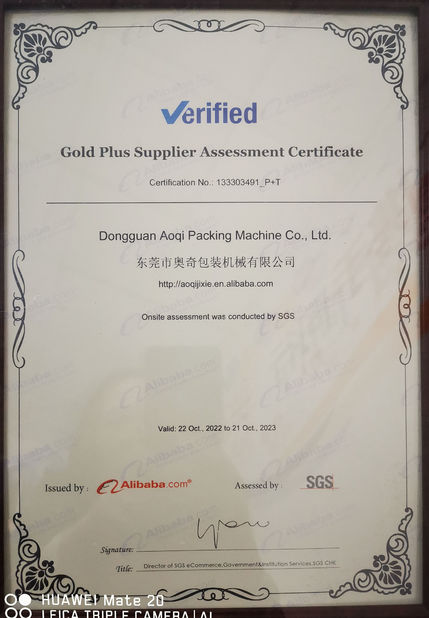 Verified
Gold Plus Supplier Assessment Certificate
Certification No.: 133303491_P+T
Dongguan Aoqi Packing Machine Co., Ltd.
东莞市奥奇包装机械有限公司
http://aoqijixie.en.alibaba.com
Onsite assessment was conducted by SGS
Valid: 22 Oct., 2022 to 21 Oct., 2023
Issued by : Alibaba.com® Assessed by : SGS
Signature:
Title: Director of SGS eCommerce,Government&Institution Services,SGS CHK
HUAWEI Mate 20
LEICA TRIPLE CAMERA | AI